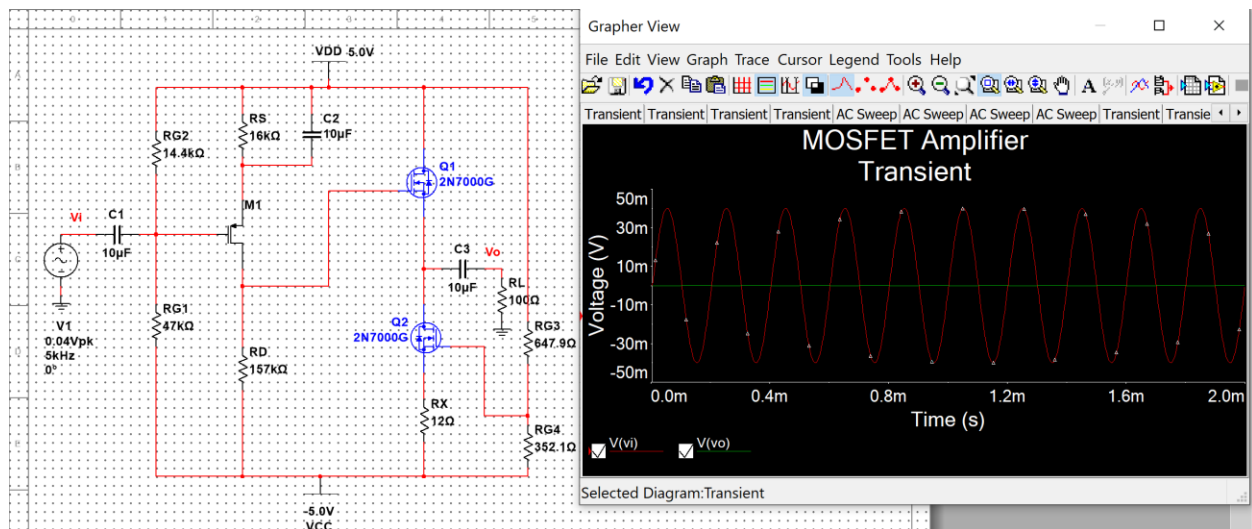 VDD 5.0V
RG2
14.4kΩ
RS
16kΩ
C2
10µF
Q1
2N7000G
M1
Vi
C1
10µF
C3
Vo
10µF
RL
100Ω
V1
0.04Vpk
5kHz
0°
RG1
47kΩ
Q2
2N7000G
RG3
647.9Ω
RD
157kΩ
RX
12Ω
RG4
352.1Ω
-5.0V
VCC
Grapher View
File Edit View Graph Trace Cursor Legend Tools Help
Transient Transient Transient Transient AC Sweep AC Sweep AC Sweep AC Sweep Transient Transie
MOSFET Amplifier
Transient
Voltage (V)
50m
30m
10m
-10m
-30m
-50m
0.0m 0.4m 0.8m 1.2m 1.6m 2.0m
Time (s)
V(vi) V(vo)
Selected Diagram:Transient